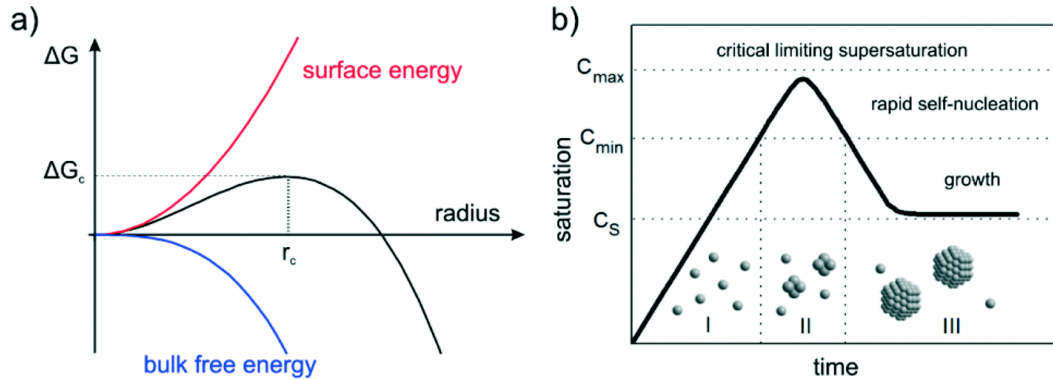 a)
ΔG
surface energy
ΔGc
radius
rc
bulk free energy
b)
critical limiting supersaturation
Cmax
rapid self-nucleation
Cmin
growth
saturation
CS
I
II
III
time